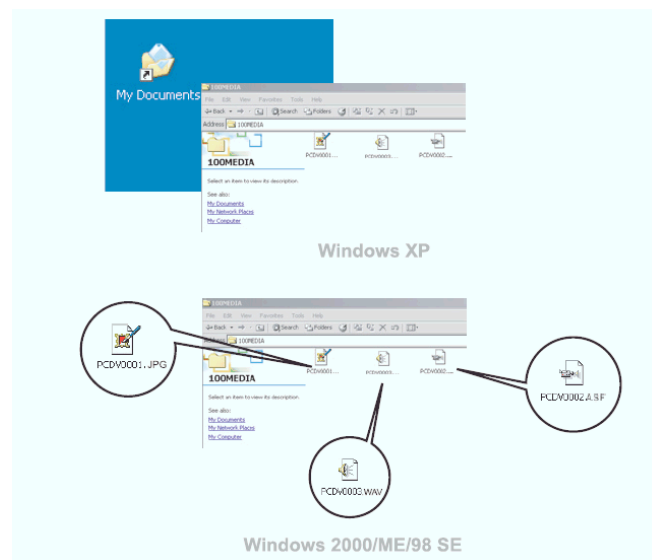 My Documents
100MEDIA
File Edit View Favorites Tools Help
Back Search Folders
Address 100MEDIA
PCDV0001.... PCDV0003.... PCDV0002....
100MEDIA
Select an item to view its description.
See also:
My Documents
My Network Places
My Computer
Windows XP
100MEDIA
File Edit View Favorites Tools Help
Back Search Folders
Address 100MEDIA
PCDV0001.... PCDV0003.... PCDV0002....
100MEDIA
Select an item to view its description.
See also:
My Documents
My Network Places
My Computer
PCDV0001.JPG
PCDV0002.ASF
PCDV0003.WAV
Windows 2000/ME/98 SE